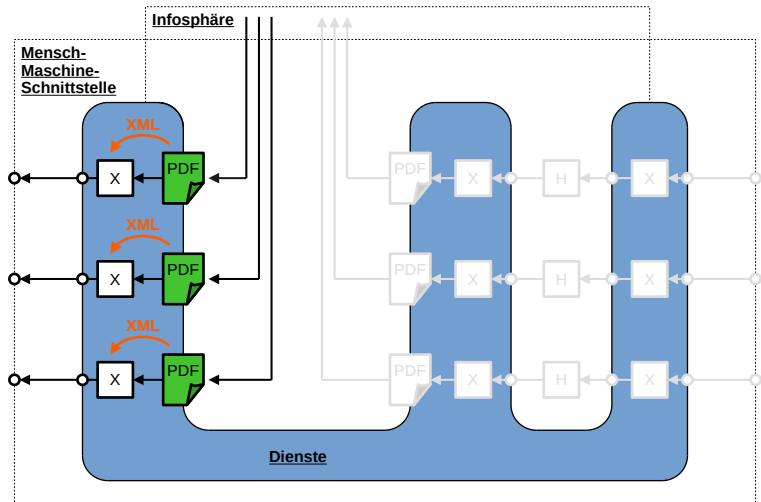 Infosphäre
Mensch-
Maschine-
Schnittstelle
XML
X PDF PDF X H X
XML
X PDF PDF X H X
XML
X PDF PDF X H X
Dienste